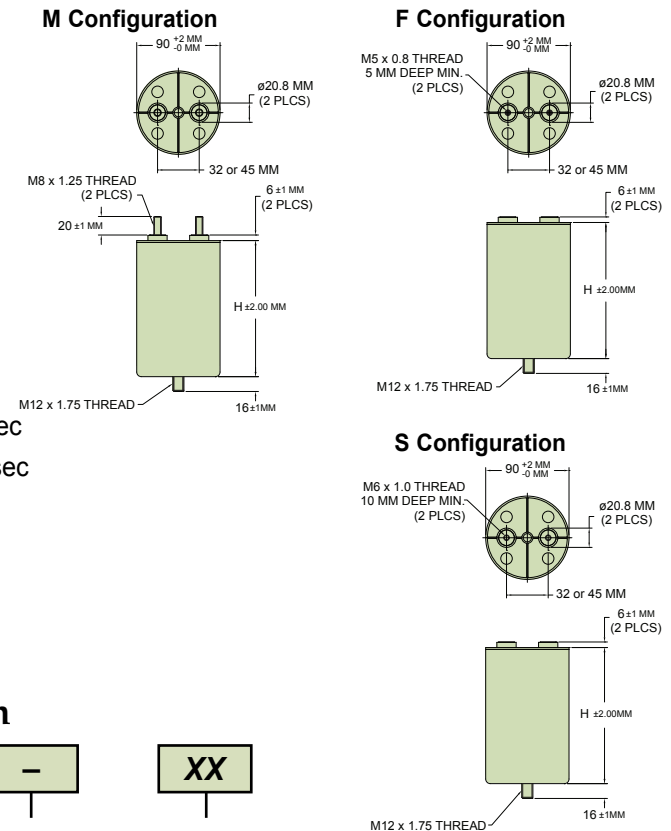 M Configuration
90 +2 MM
-0 MM
ø20.8 MM
(2 PLCS)
32 or 45 MM
M8 x 1.25 THREAD
(2 PLCS)
6±1 MM
(2 PLCS)
20 ±1 MM
H±2.00 MM
M12 x 1.75 THREAD
16±1MM
ec
sec
F Configuration
90 +2 MM
-0 MM
M5 x 0.8 THREAD
5 MM DEEP MIN.
(2 PLCS)
ø20.8 MM
(2 PLCS)
32 or 45 MM
6±1 MM
(2 PLCS)
H ±2.00MM
M12 x 1.75 THREAD
16±1MM
S Configuration
90 +2 MM
-0 MM
M6 x 1.0 THREAD
10 MM DEEP MIN.
(2 PLCS)
ø20.8 MM
(2 PLCS)
32 or 45 MM
6±1 MM
(2 PLCS)
H ±2.00MM
M12 x 1.75 THREAD
16±1MM
n
– XX